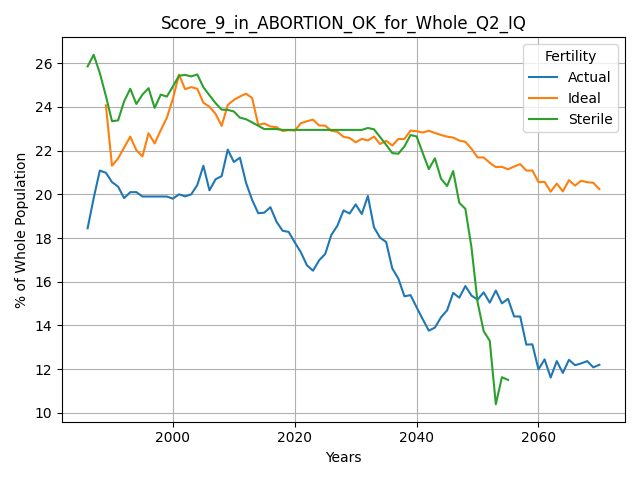 Score_9_in_ABORTION_OK_for_Whole_Q2_IQ
Fertility
Actual
Ideal
Sterile
% of Whole Population
26
24
22
20
18
16
14
12
10
2000
2020
2040
2060
Years